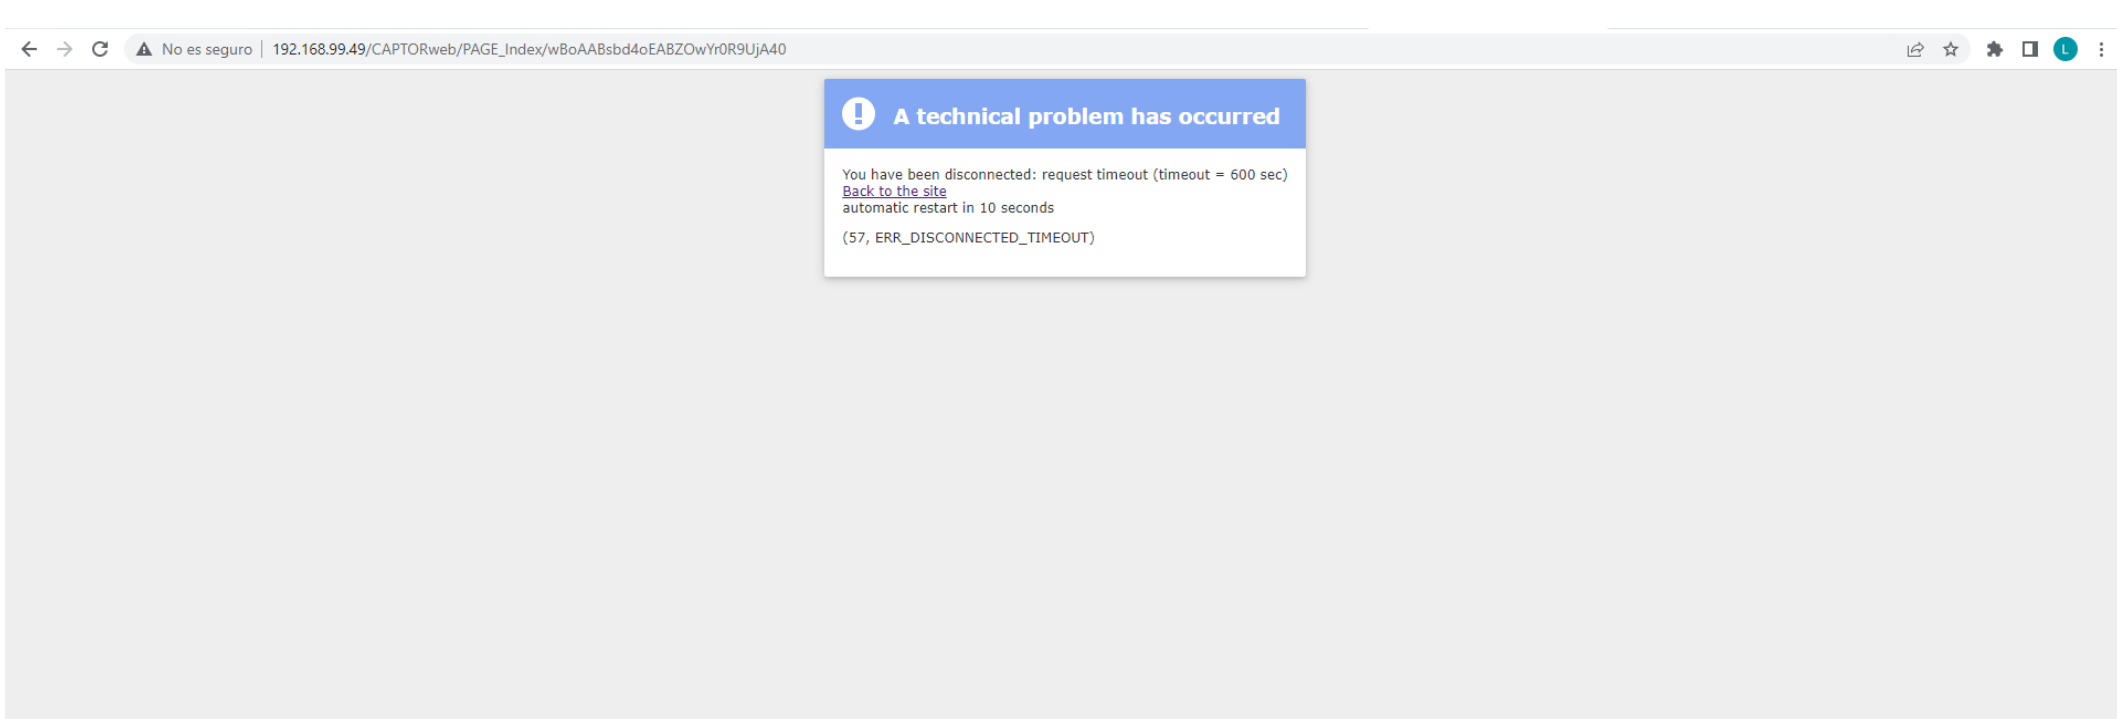 No es seguro | 192.168.99.49/CAPTORweb/PAGE_Index/wBoAABsbd4oEABZOwYr0R9UjA40
L
A technical problem has occurred
You have been disconnected: request timeout (timeout = 600 sec)
Back to the site
automatic restart in 10 seconds
(57, ERR_DISCONNECTED_TIMEOUT)